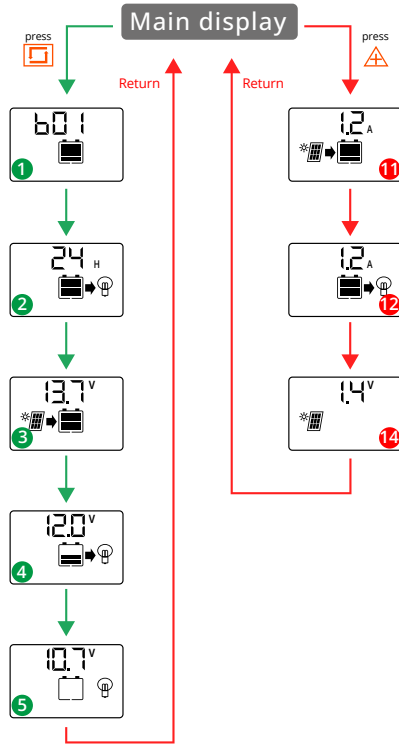 Main display
press
press
Return
Return
b01
1
24 H
2
13.7 V
3
12.0 V
4
10.7 V
5
1.2 A
11
1.2 A
12
1.4 V
14